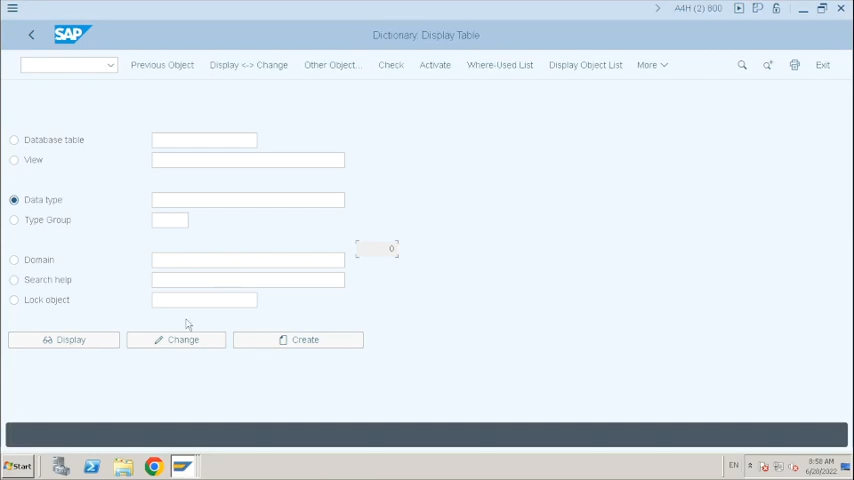 A4H (2) 800
SAP
Dictionary: Display Table
Previous Object Display <-> Change Other Object... Check Activate Where-Used List Display Object List More Exit
Database table
View
Data type
Type Group
0
Domain
Search help
Lock object
Display Change Create
Start
EN
8:58 AM
6/28/2022